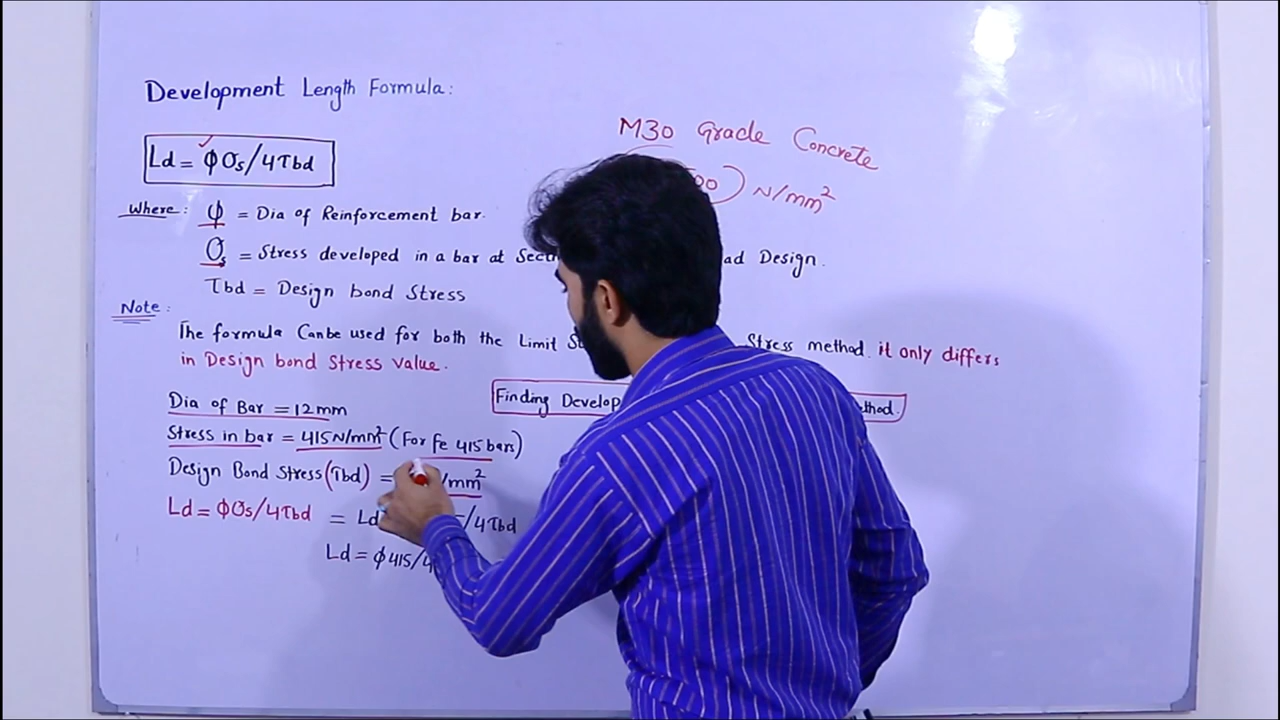 Development Length Formula:
M30 Grade Concrete
Ld = ϕσs/4τbd
N/mm²
Where: ϕ = Dia of Reinforcement bar.
σs = Stress developed in a bar at ad Design.
τbd = Design bond Stress
Note:
The formula Canbe used for both the Limit Stress method. it only differs
in Design bond Stress value.
Dia of Bar = 12mm
Finding
Stress in bar = 415N/mm² (For fe 415 bars)
Design Bond Stress(τbd) = /mm²
Ld = ϕσs/4τbd = Ld /4τbd
Ld = ϕ415/4